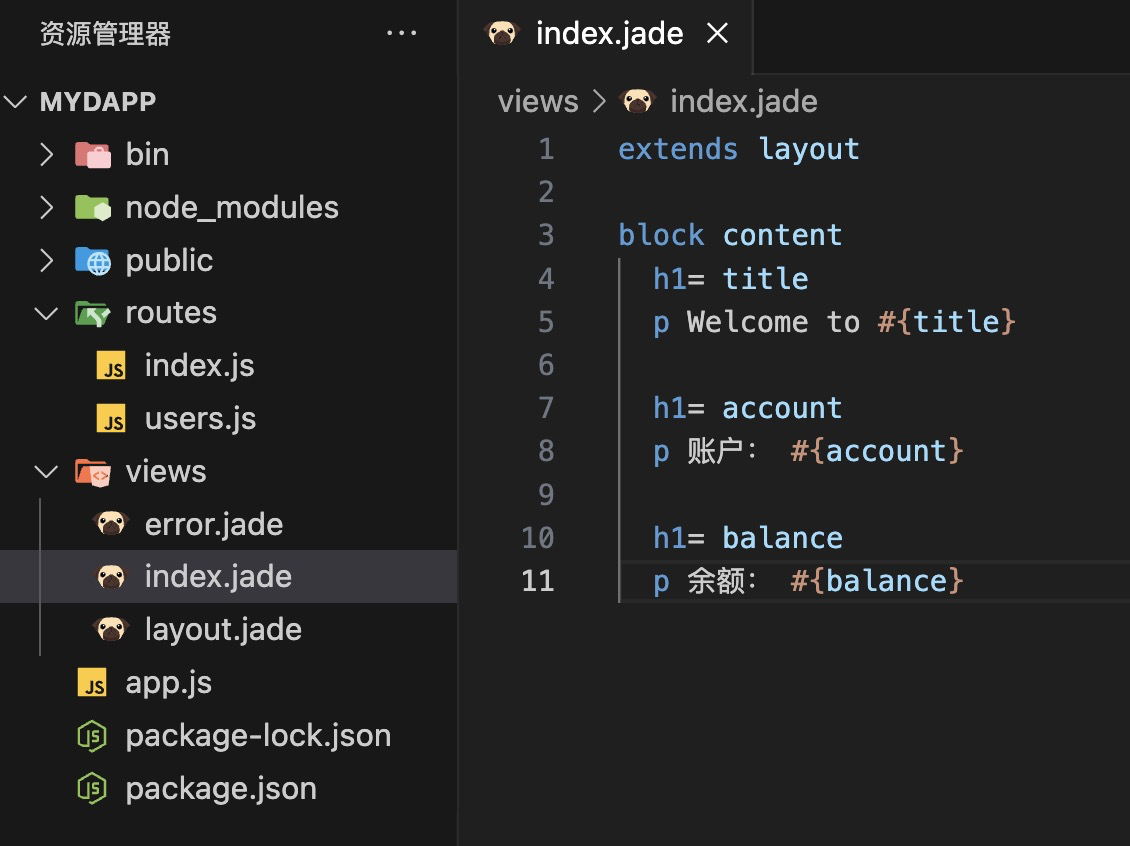 资源管理器 ···
MYDAPP
bin
node_modules
public
routes
JS index.js
JS users.js
views
error.jade
index.jade
layout.jade
JS app.js
JS package-lock.json
JS package.json
index.jade
views > index.jade
1 extends layout
2
3 block content
4 h1= title
5 p Welcome to #{title}
6
7 h1= account
8 p 账户： #{account}
9
10 h1= balance
11 p 余额： #{balance}